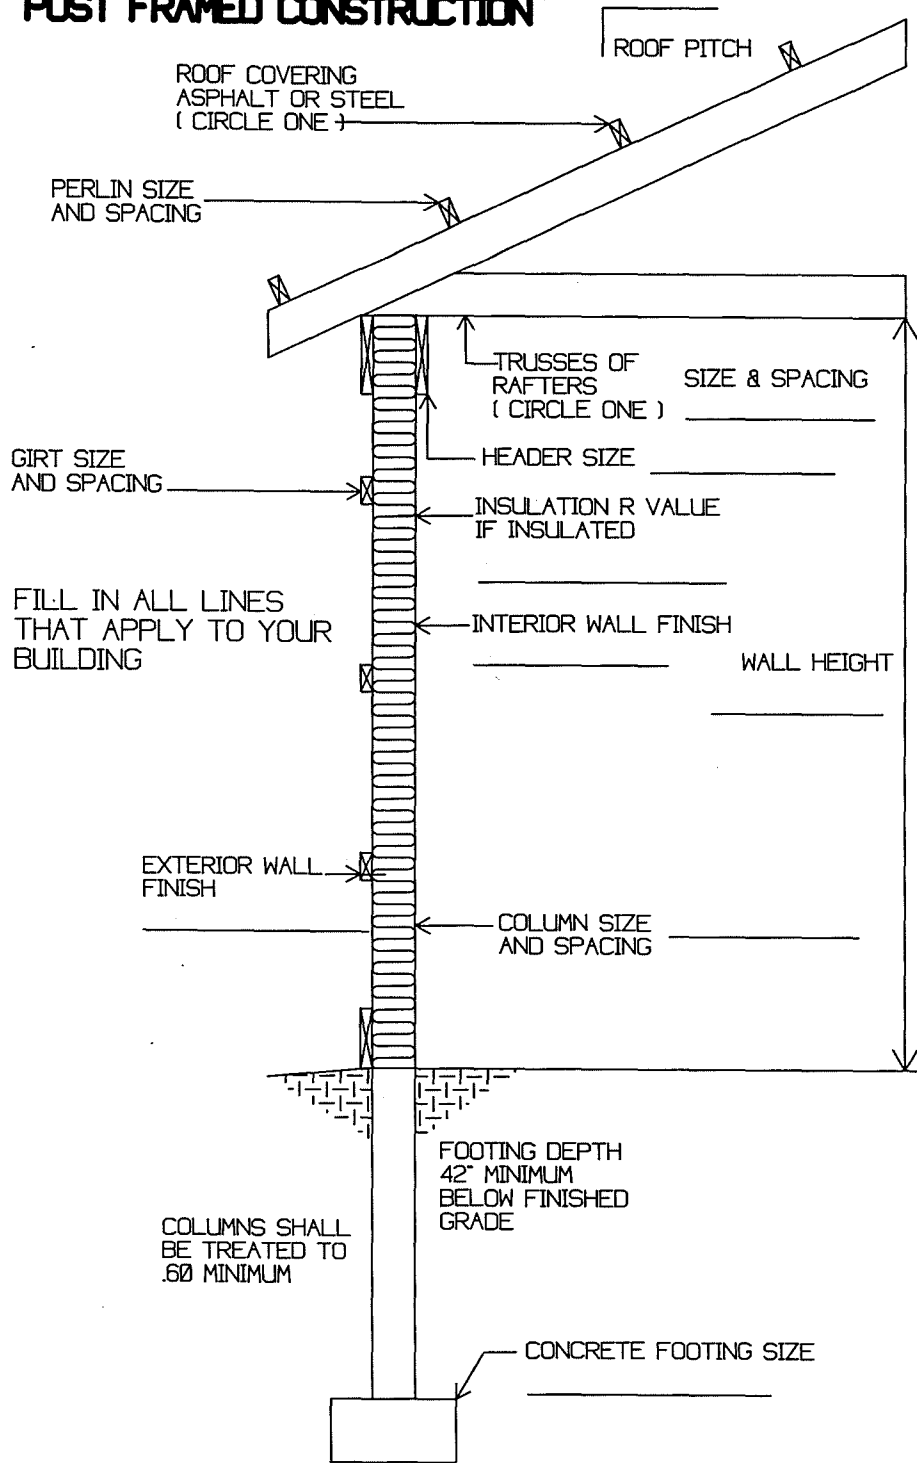 POST FRAMED CONSTRUCTION
ROOF PITCH
ROOF COVERING
ASPHALT OR STEEL
( CIRCLE ONE )
PERLIN SIZE
AND SPACING
TRUSSES OF
RAFTERS
( CIRCLE ONE )
SIZE & SPACING
HEADER SIZE
GIRT SIZE
AND SPACING
INSULATION R VALUE
IF INSULATED
FILL IN ALL LINES
THAT APPLY TO YOUR
BUILDING
INTERIOR WALL FINISH
WALL HEIGHT
EXTERIOR WALL
FINISH
COLUMN SIZE
AND SPACING
FOOTING DEPTH
42" MINIMUM
BELOW FINISHED
GRADE
COLUMNS SHALL
BE TREATED TO
.60 MINIMUM
CONCRETE FOOTING SIZE